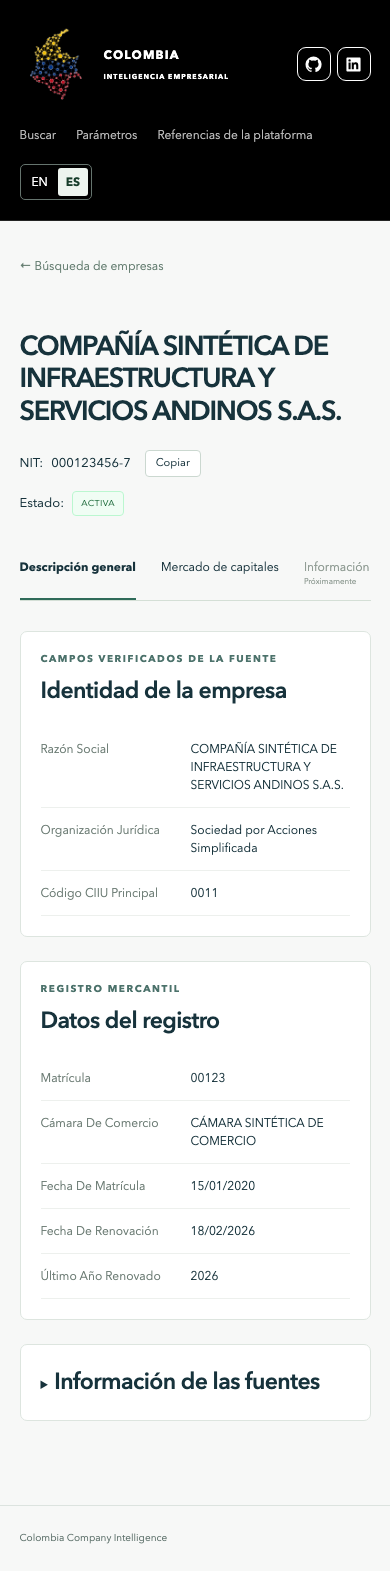 COLOMBIA
INTELIGENCIA EMPRESARIAL
Buscar Parámetros Referencias de la plataforma
EN ES
← Búsqueda de empresas
COMPAÑÍA SINTÉTICA DE
INFRAESTRUCTURA Y
SERVICIOS ANDINOS S.A.S.
NIT: 000123456-7 Copiar
Estado: ACTIVA
Descripción general Mercado de capitales Información
Próximamente
CAMPOS VERIFICADOS DE LA FUENTE
Identidad de la empresa
Razón Social COMPAÑÍA SINTÉTICA DE
INFRAESTRUCTURA Y
SERVICIOS ANDINOS S.A.S.
Organización Jurídica Sociedad por Acciones
Simplificada
Código CIIU Principal 0011
REGISTRO MERCANTIL
Datos del registro
Matrícula 00123
Cámara De Comercio CÁMARA SINTÉTICA DE
COMERCIO
Fecha De Matrícula 15/01/2020
Fecha De Renovación 18/02/2026
Último Año Renovado 2026
▸ Información de las fuentes
Colombia Company Intelligence